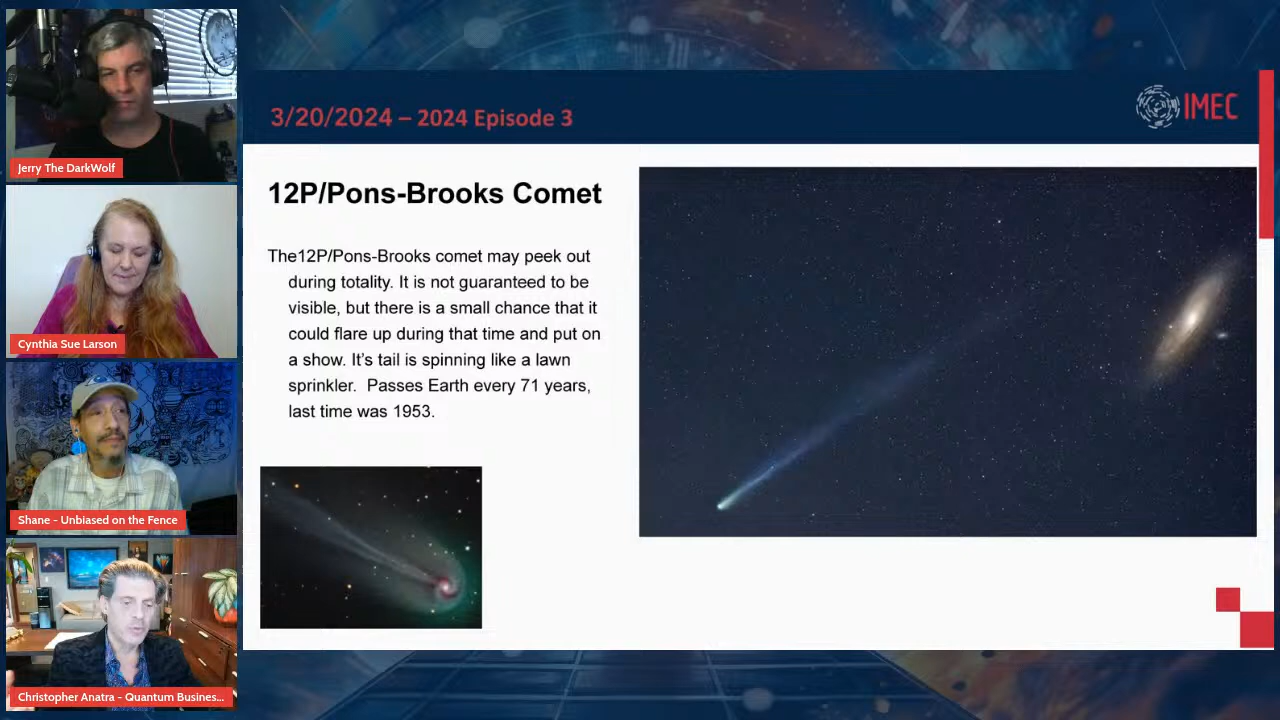 Jerry The DarkWolf
Cynthia Sue Larson
Shane - Unbiased on the Fence
Christopher Anatra - Quantum Busines...
3/20/2024 – 2024 Episode 3
IMEC
12P/Pons-Brooks Comet
The12P/Pons-Brooks comet may peek out
during totality. It is not guaranteed to be
visible, but there is a small chance that it
could flare up during that time and put on
a show. It's tail is spinning like a lawn
sprinkler. Passes Earth every 71 years,
last time was 1953.